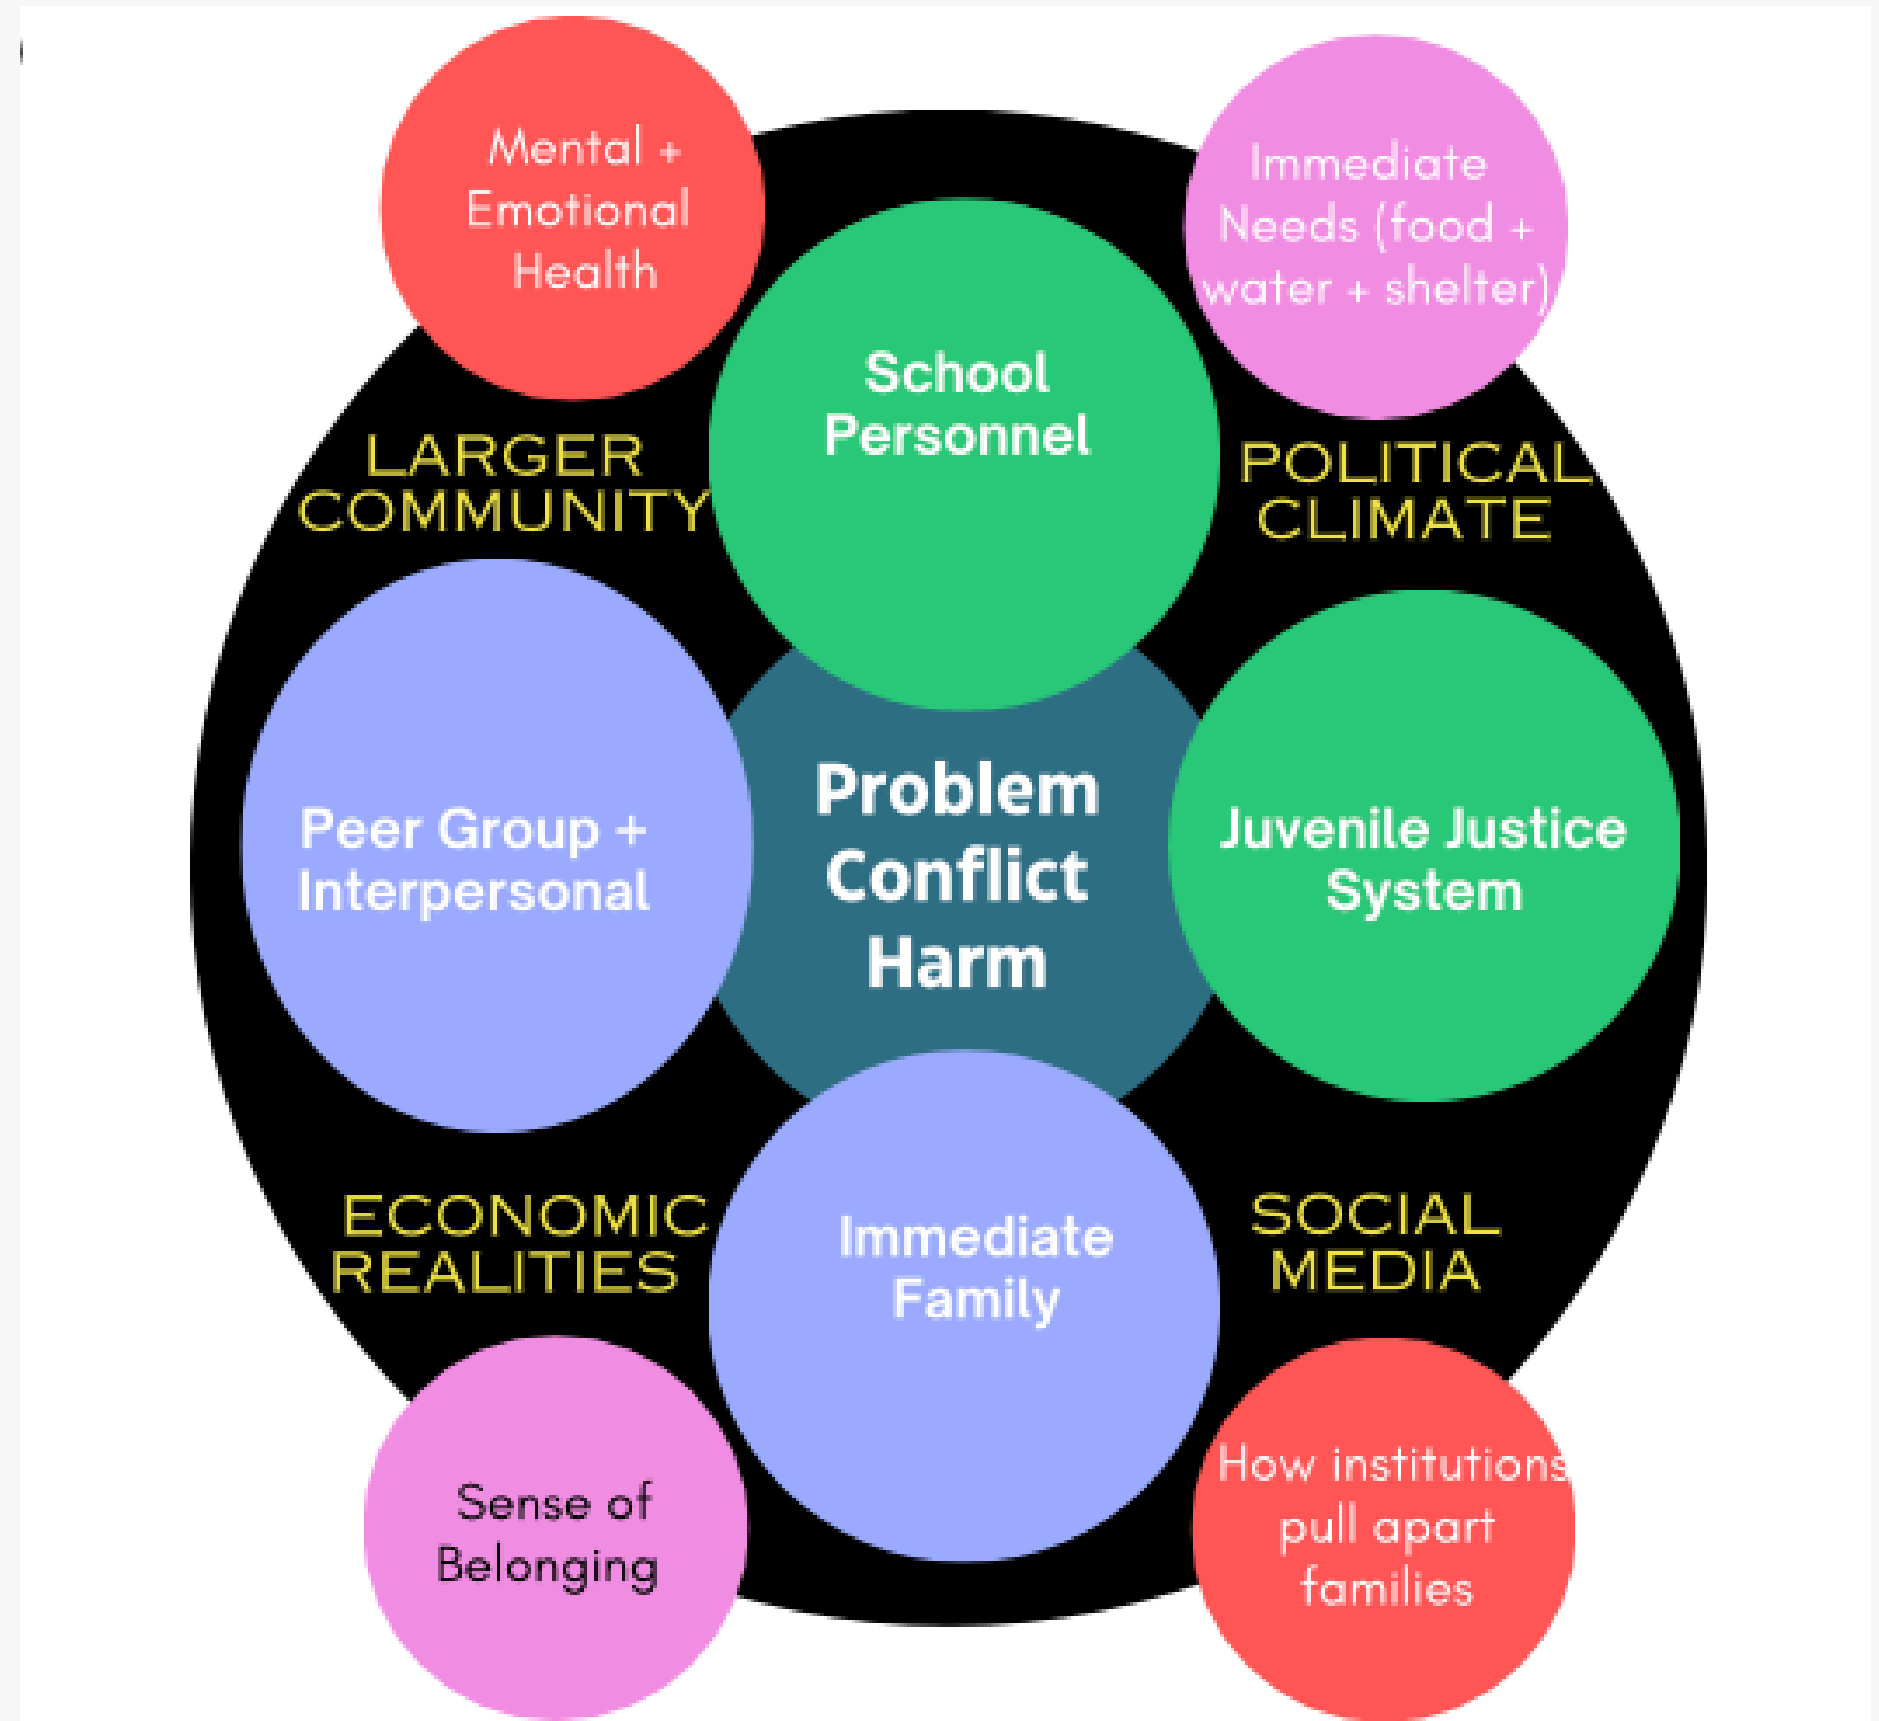 Mental +
Emotional
Health
Immediate
Needs (food +
water + shelter)
School
Personnel
LARGER
COMMUNITY
POLITICAL
CLIMATE
Peer Group +
Interpersonal
Problem
Conflict
Harm
Juvenile Justice
System
ECONOMIC
REALITIES
Immediate
Family
SOCIAL
MEDIA
Sense of
Belonging
How institutions
pull apart
families